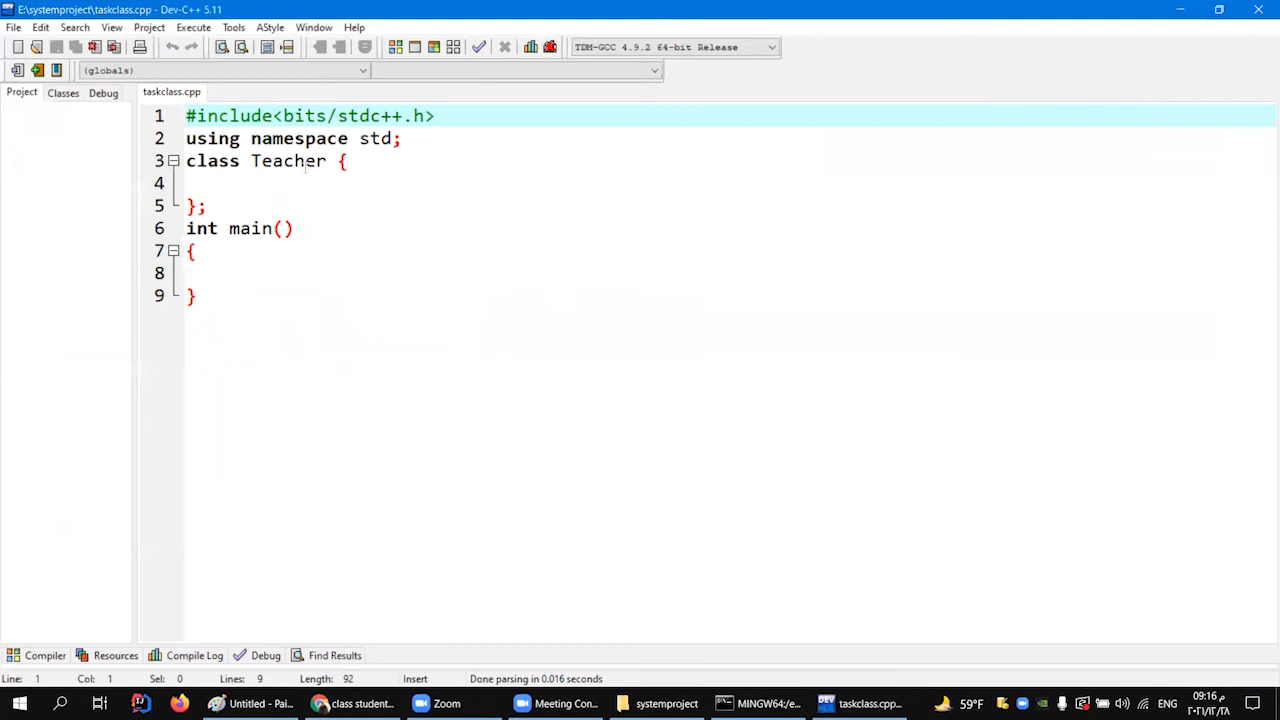 E:\systemproject\taskclass.cpp - Dev-C++ 5.11
File Edit Search View Project Execute Tools AStyle Window Help
TDM-GCC 4.9.2 64-bit Release
(globals)
Project Classes Debug taskclass.cpp
1 #include<bits/stdc++.h>
2 using namespace std;
3 class Teacher {
4
5 };
6 int main()
7 {
8
9 }
Compiler Resources Compile Log Debug Find Results
Line: 1 Col: 1 Sel: 0 Lines: 9 Length: 92 Insert Done parsing in 0.016 seconds
Untitled - Pai... class student... Zoom Meeting Con... systemproject MINGW64:/e... taskclass.cpp... 59°F ENG
09:16 م